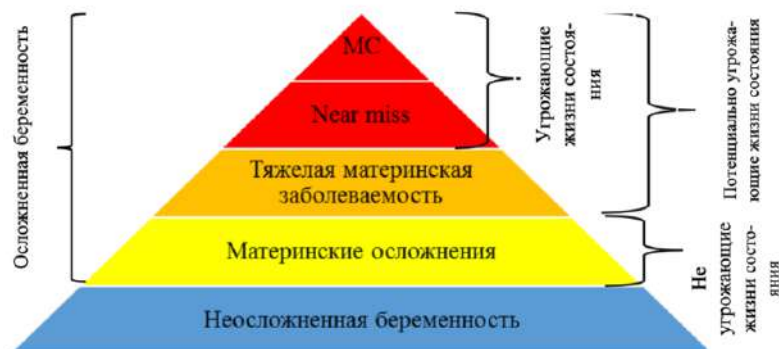 Осложненная беременность
МС
Near miss
Тяжелая материнская
заболеваемость
Материнские осложнения
Неосложненная беременность
Угрожающие
жизни состоя-
ния
Потенциально угрожа-
ющие жизни состояния
Не
угрожающие
жизни состо-
яния